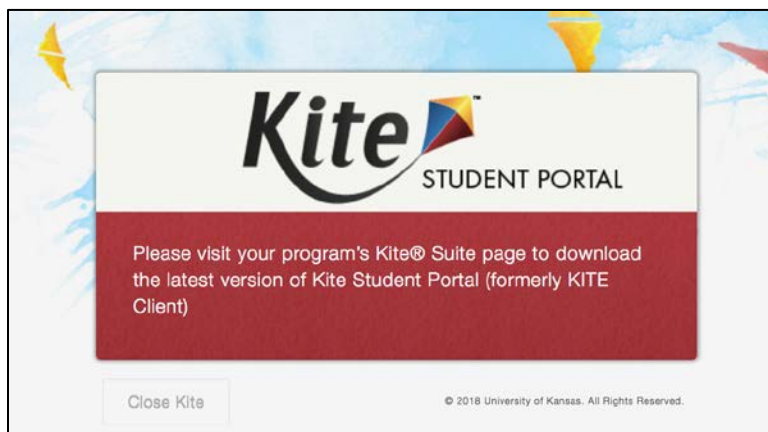 Kite™
STUDENT PORTAL
Please visit your program's Kite® Suite page to download
the latest version of Kite Student Portal (formerly KITE
Client)
Close Kite
© 2018 University of Kansas. All Rights Reserved.